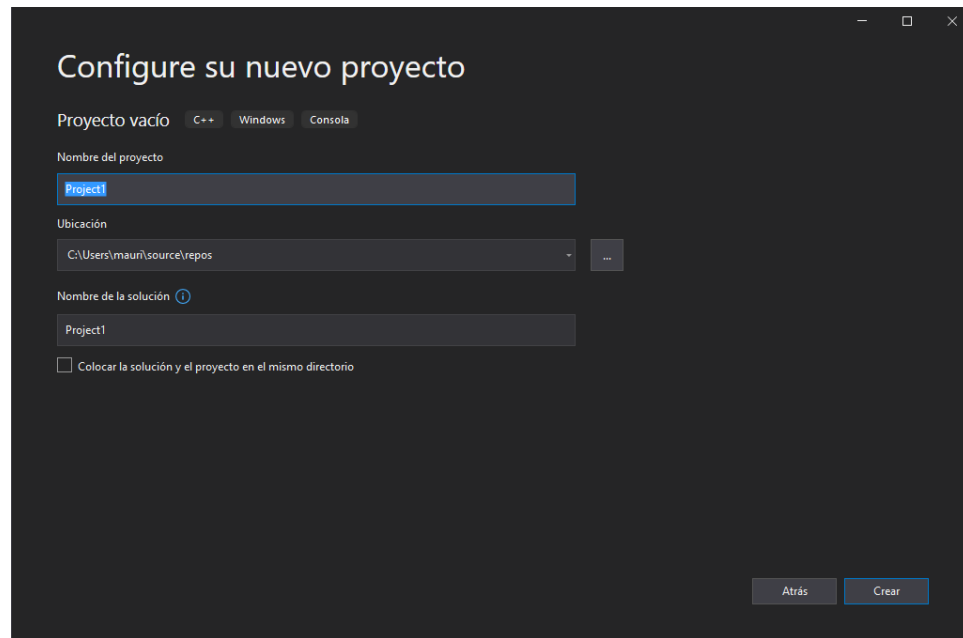 Configure su nuevo proyecto
Proyecto vacío C++ Windows Consola
Nombre del proyecto
Project1
Ubicación
C:\Users\mauri\source\repos
...
Nombre de la solución
Project1
Colocar la solución y el proyecto en el mismo directorio
Atrás Crear